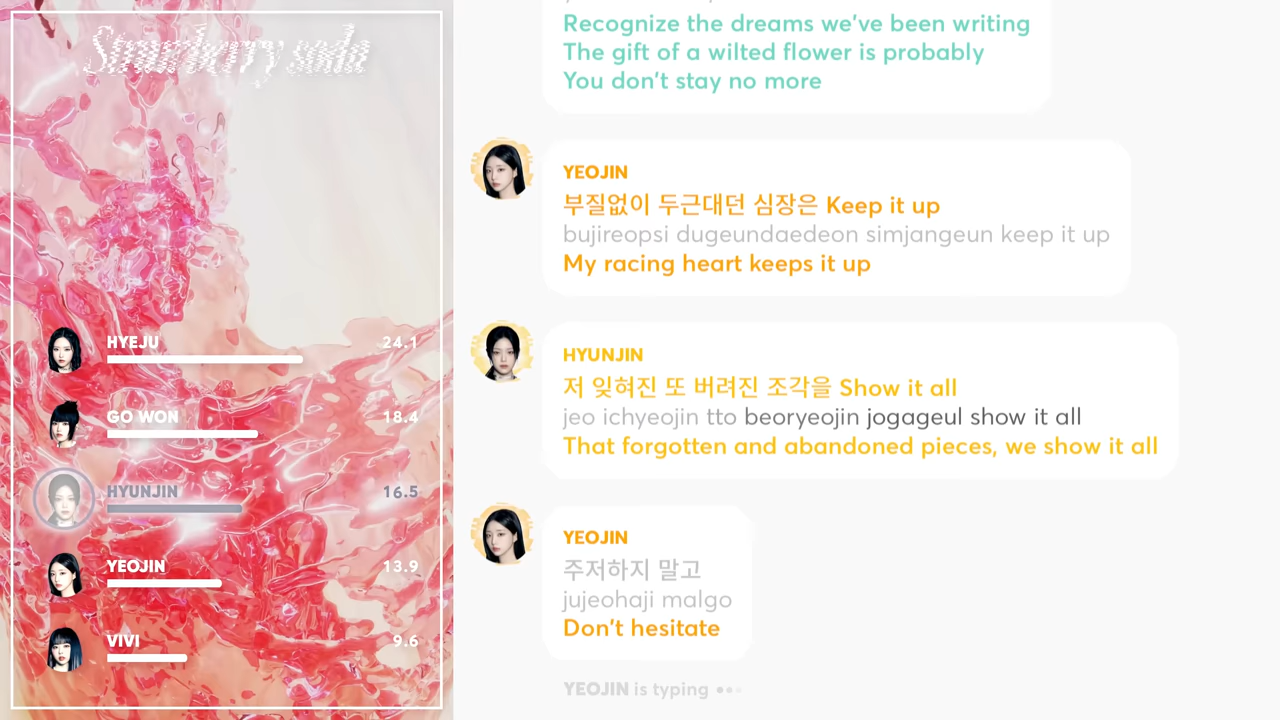 Strawberry soda
HYEJU 24.1
GO WON 18.4
HYUNJIN 16.5
YEOJIN 13.9
VIVI 9.6
Recognize the dreams we've been writing
The gift of a wilted flower is probably
You don't stay no more
YEOJIN
부질없이 두근대던 심장은 Keep it up
bujireopsi dugeundaedeon simjangeun keep it up
My racing heart keeps it up
HYUNJIN
저 잊혀진 또 버려진 조각을 Show it all
jeo ichyeojin tto beoryeojin jogageul show it all
That forgotten and abandoned pieces, we show it all
YEOJIN
주저하지 말고
jujeohaji malgo
Don't hesitate
YEOJIN is typing